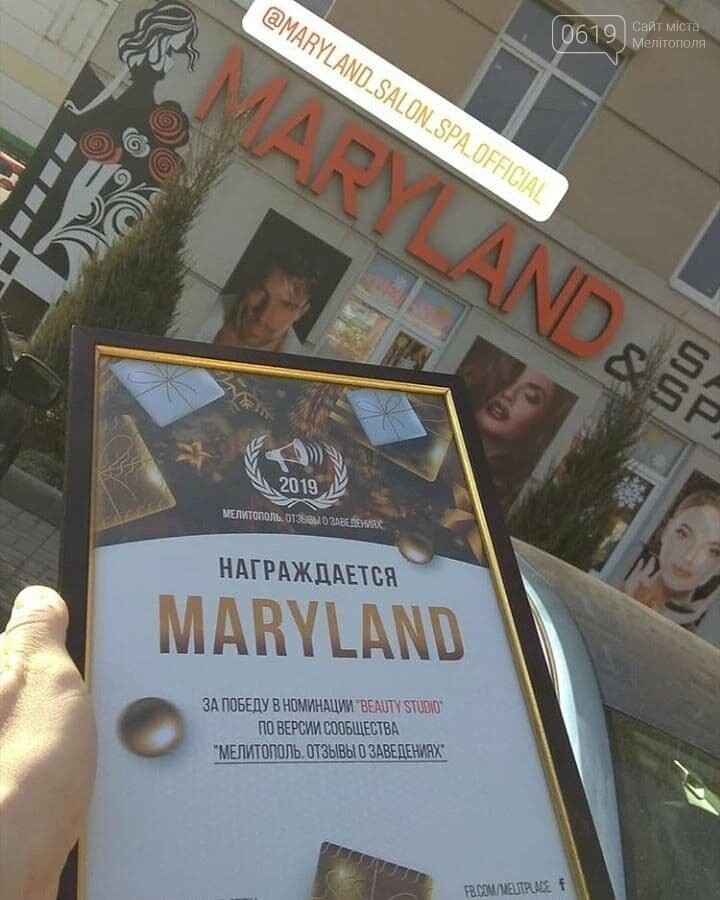 @MARYLAND_SALON_SPA_OFFICIAL
0619 Сайт міста
Мелітополя
MARYLAND
&
2019
МЕЛИТОПОЛЬ. ОТЗЫВЫ О ЗАВЕДЕНИЯХ
НАГРАЖДАЕТСЯ
MARYLAND
ЗА ПОБЕДУ В НОМИНАЦИИ "BEAUTY STUDIO"
ПО ВЕРСИИ СООБЩЕСТВА
"МЕЛИТОПОЛЬ. ОТЗЫВЫ О ЗАВЕДЕНИЯХ"
FB.COM/MELITPLACE f